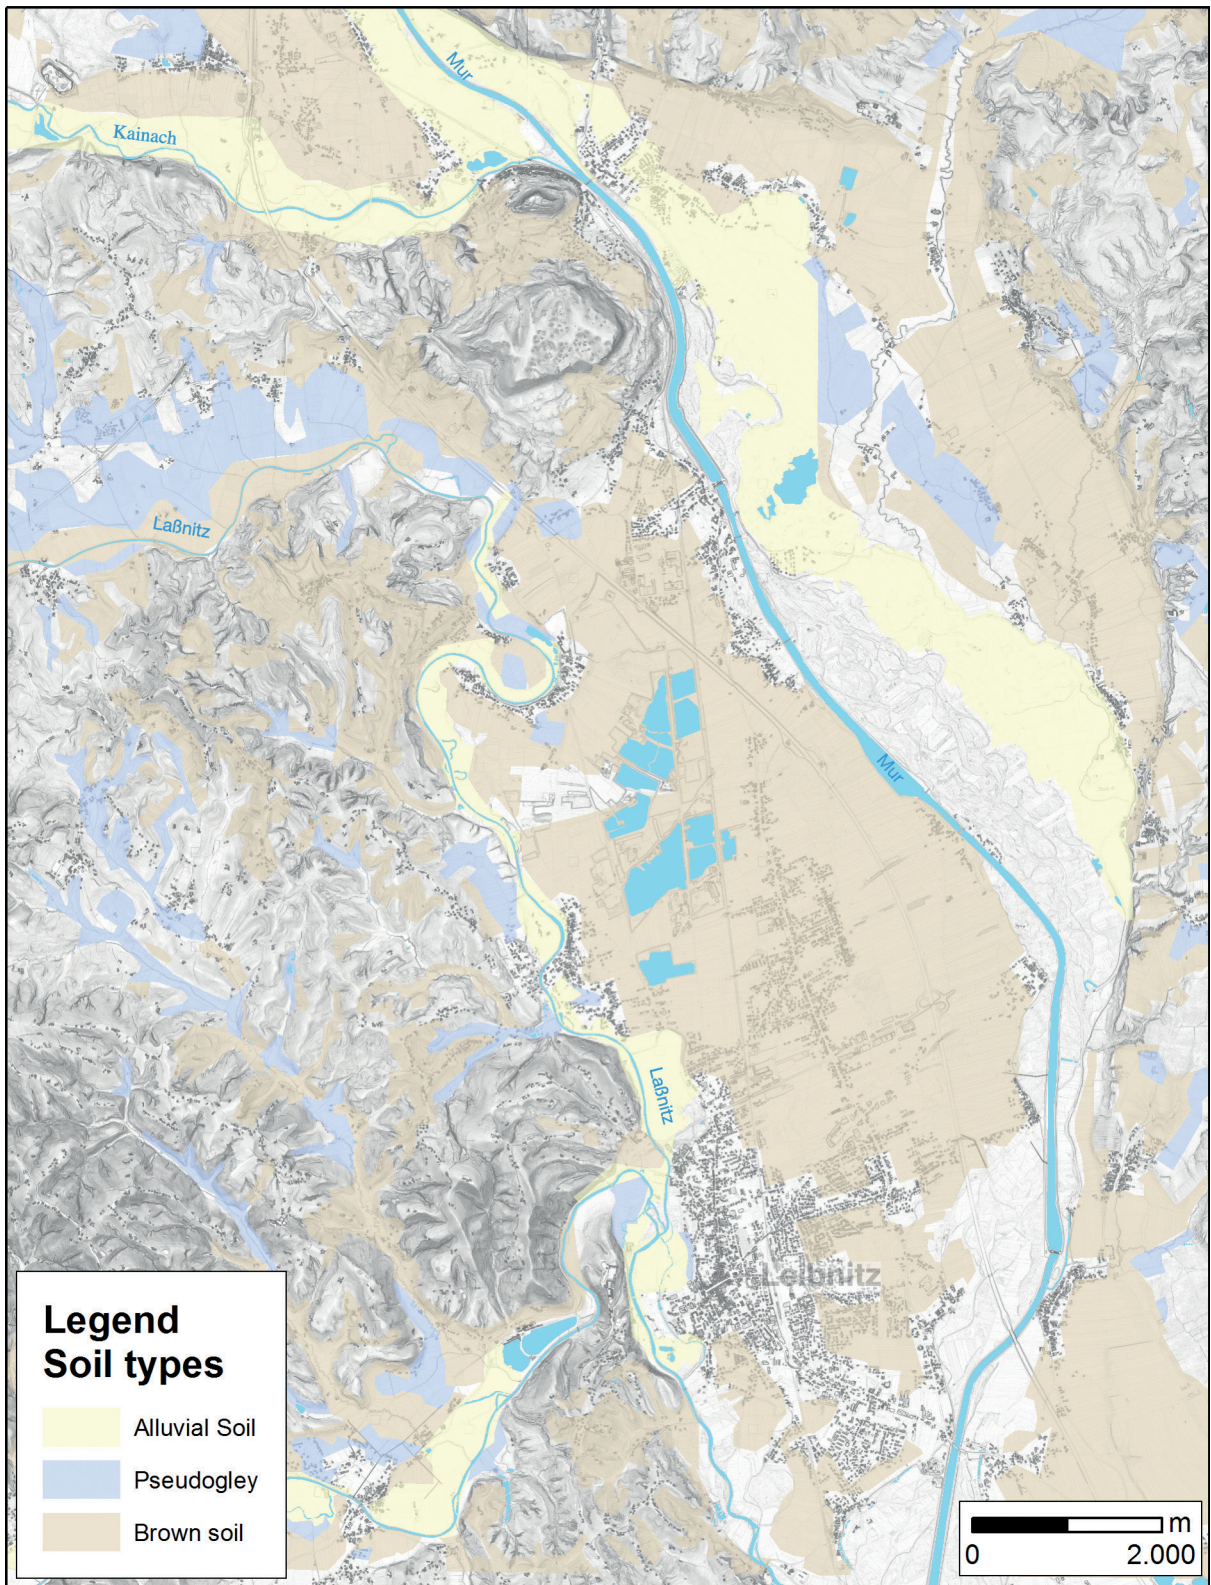 Mur
Kainach
Laßnitz
Mur
Laßnitz
Leibnitz
Legend
Soil types
Alluvial Soil
Pseudogley
Brown soil
m
0 2.000